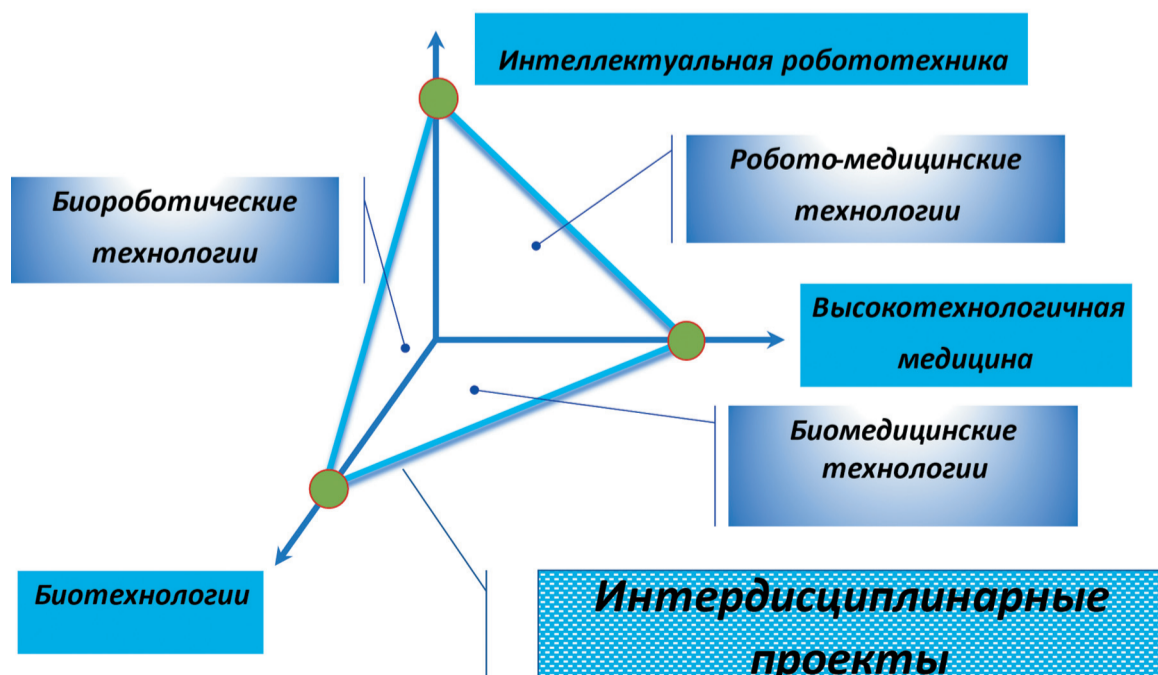 Интеллектуальная робототехника
Робото-медицинские
технологии
Биороботические
технологии
Высокотехнологичная
медицина
Биомедицинские
технологии
Биотехнологии
Интердисциплинарные
проекты